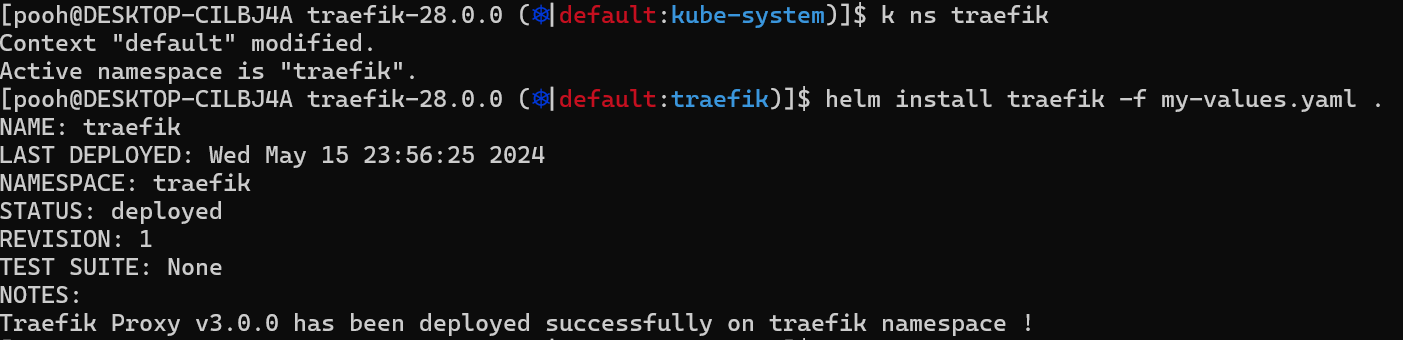 [pooh@DESKTOP-CILBJ4A traefik-28.0.0 (⎈|default:kube-system)]$ k ns traefik
Context "default" modified.
Active namespace is "traefik".
[pooh@DESKTOP-CILBJ4A traefik-28.0.0 (⎈|default:traefik)]$ helm install traefik -f my-values.yaml .
NAME: traefik
LAST DEPLOYED: Wed May 15 23:56:25 2024
NAMESPACE: traefik
STATUS: deployed
REVISION: 1
TEST SUITE: None
NOTES:
Traefik Proxy v3.0.0 has been deployed successfully on traefik namespace !